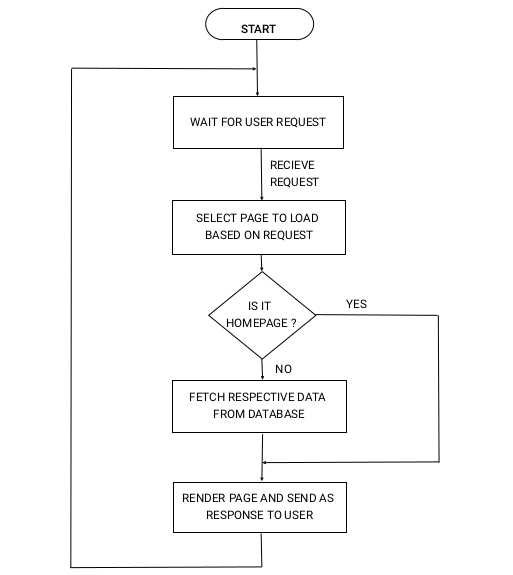 START
WAIT FOR USER REQUEST
RECIEVE
REQUEST
SELECT PAGE TO LOAD
BASED ON REQUEST
IS IT
HOMEPAGE ?
YES
NO
FETCH RESPECTIVE DATA
FROM DATABASE
RENDER PAGE AND SEND AS
RESPONSE TO USER